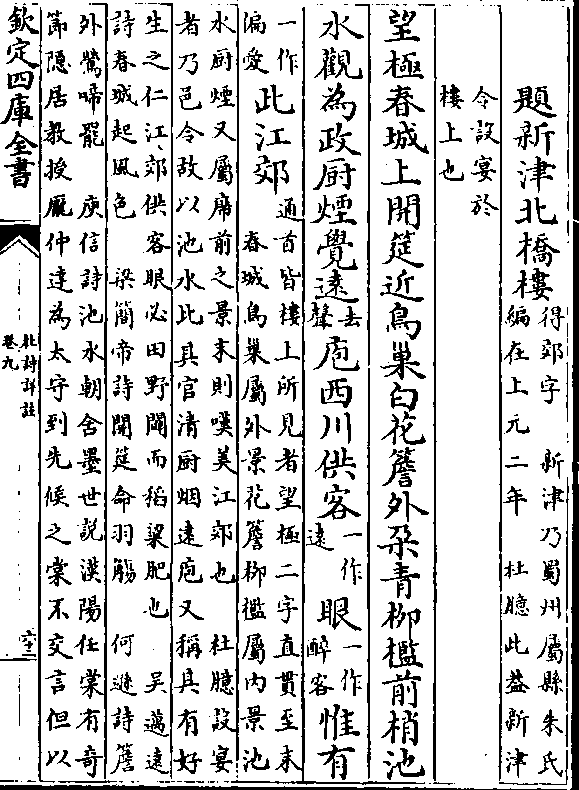 題新津北橋樓得郊字　新津乃蜀州屬縣朱氏
編在上元二年　杜臆此葢新津
令設宴於
樓上也
望極春城上開筵近鳥巢白花簷外朶青柳檻前梢池
水觀為政厨煙覺遠去
聲庖西川供客一作
遠眼一作
醉客惟有
一作
偏愛此江郊通首皆樓上所見者望極二字直貫至末
春城鳥巢屬外景花簷柳檻屬内景池
水厨煙又屬席前之景末則嘆美江郊也　杜臆設宴
者乃邑令故以池水比其官清厨烟遠庖又稱其有好
生之仁江郊供客眼必田野闢而稻粱肥也　吳邁遠
詩春城起風色　梁簡帝詩開筵命羽觴　何遜詩簷
外鶯啼罷　庾信詩池水朝舍墨世說漢陽任棠有奇
節隱居教授龐仲達為太守到先候之棠不交言但以
欽定四庫全書
杜詩詳註
卷九
六十二